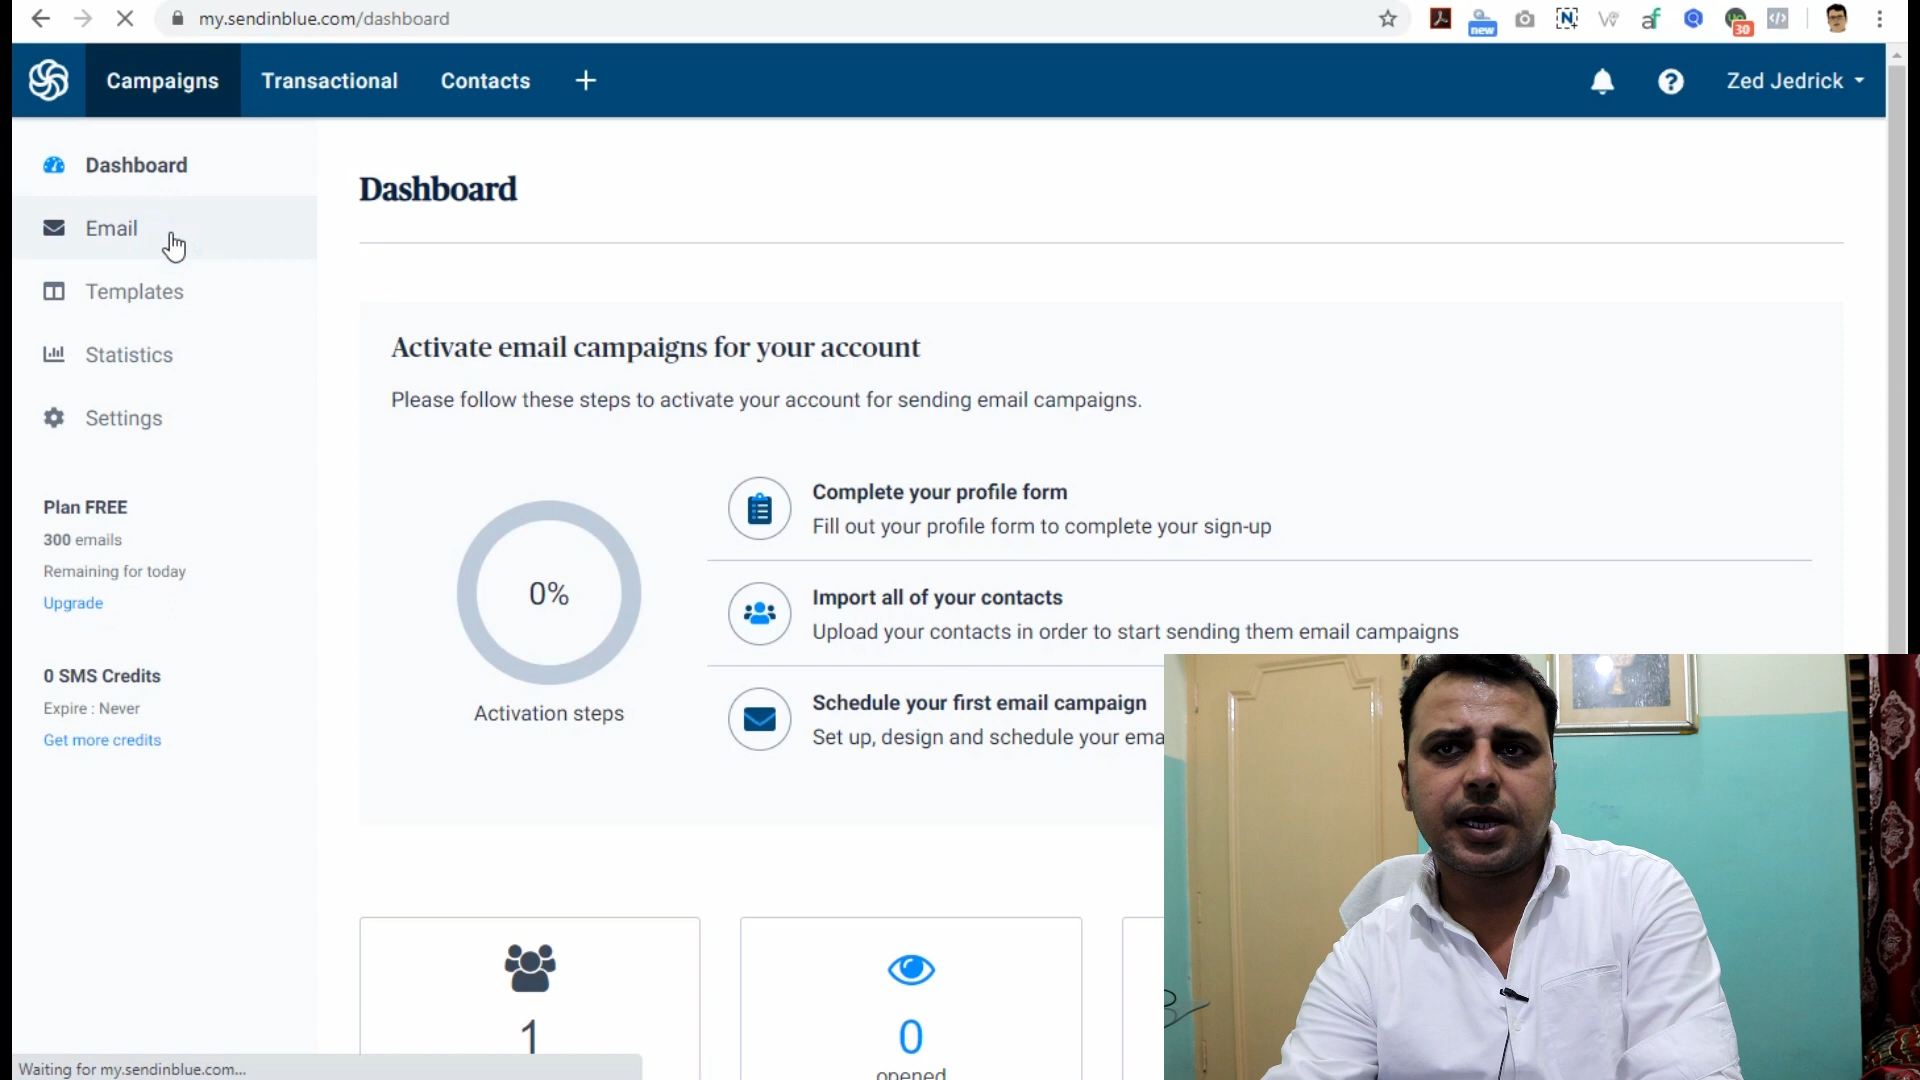 my.sendinblue.com/dashboard
new
30
Campaigns
Transactional
Contacts
+
Zed Jedrick
Dashboard
Email
Templates
Statistics
Settings
Plan FREE
300 emails
Remaining for today
Upgrade
0 SMS Credits
Expire : Never
Get more credits
Dashboard
Activate email campaigns for your account
Please follow these steps to activate your account for sending email campaigns.
0%
Activation steps
Complete your profile form
Fill out your profile form to complete your sign-up
Import all of your contacts
Upload your contacts in order to start sending them email campaigns
Schedule your first email campaign
Set up, design and schedule your ema
1
0
opened
Waiting for my.sendinblue.com...